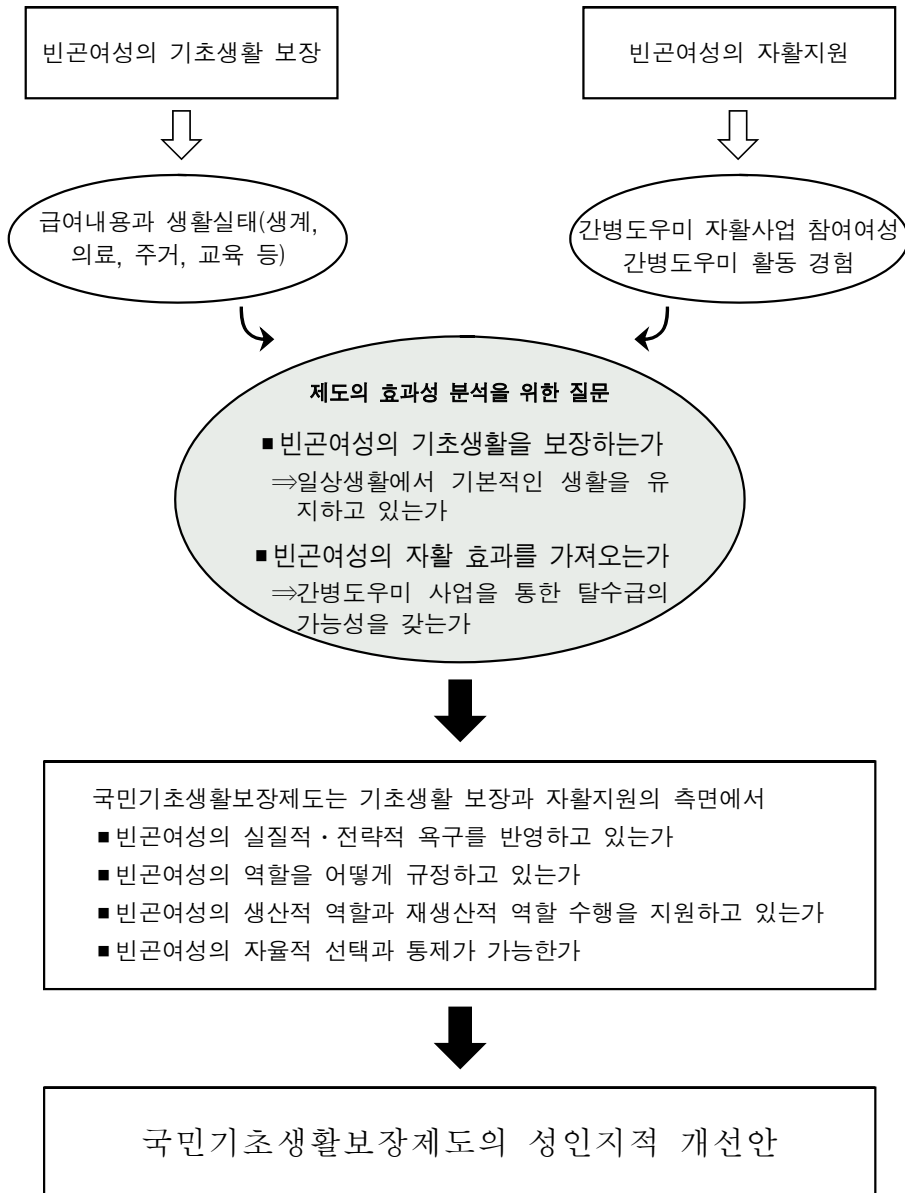 빈곤여성의 기초생활 보장
빈곤여성의 자활지원
급여내용과 생활실태(생계,
의료, 주거, 교육 등)
간병도우미 자활사업 참여여성
간병도우미 활동 경험
제도의 효과성 분석을 위한 질문
■ 빈곤여성의 기초생활을 보장하는가
⇒일상생활에서 기본적인 생활을 유
지하고 있는가
■ 빈곤여성의 자활 효과를 가져오는가
⇒간병도우미 사업을 통한 탈수급의
가능성을 갖는가
국민기초생활보장제도는 기초생활 보장과 자활지원의 측면에서
■ 빈곤여성의 실질적·전략적 욕구를 반영하고 있는가
■ 빈곤여성의 역할을 어떻게 규정하고 있는가
■ 빈곤여성의 생산적 역할과 재생산적 역할 수행을 지원하고 있는가
■ 빈곤여성의 자율적 선택과 통제가 가능한가
국민기초생활보장제도의 성인지적 개선안